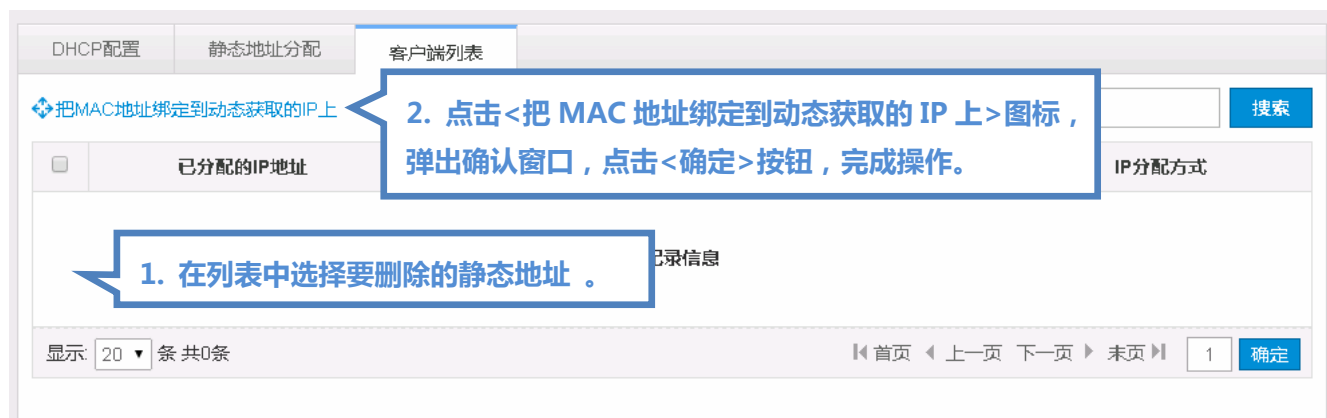 DHCP配置 静态地址分配 客户端列表
把MAC地址绑定到动态获取的IP上
2. 点击<把 MAC 地址绑定到动态获取的 IP 上>图标，
弹出确认窗口，点击<确定>按钮，完成操作。
搜索
已分配的IP地址 IP分配方式
1. 在列表中选择要删除的静态地址 。
记录信息
显示: 20 条 共0条 首页 上一页 下一页 末页 1 确定